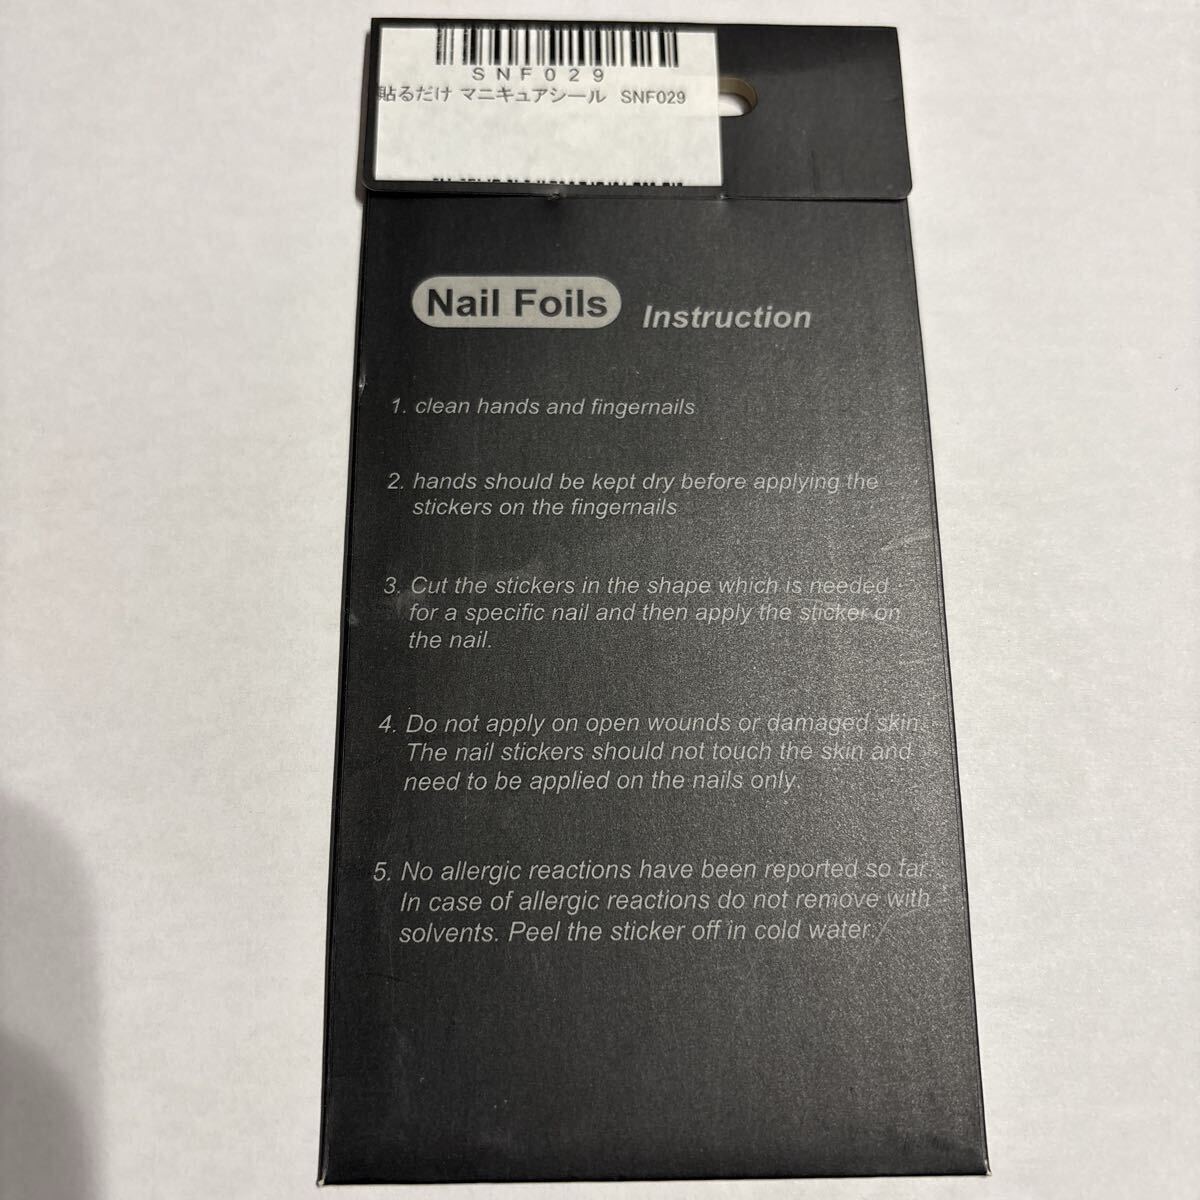 SNF029
貼るだけ マニキュアシール SNF029
Nail Foils Instruction
1. clean hands and fingernails
2. hands should be kept dry before applying the
stickers on the fingernails
3. Cut the stickers in the shape which is needed
for a specific nail and then apply the sticker on
the nail.
4. Do not apply on open wounds or damaged skin.
The nail stickers should not touch the skin and
need to be applied on the nails only.
5. No allergic reactions have been reported so far.
In case of allergic reactions do not remove with
solvents. Peel the sticker off in cold water.